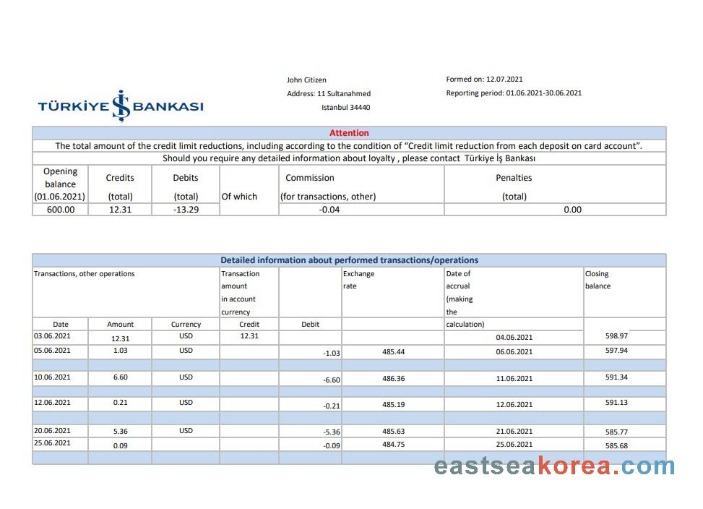 John Citizen
Formed on: 12.07.2021
Address: 11 Sultanahmed
Reporting period: 01.06.2021-30.06.2021
Istanbul 34440
TÜRKİYE İŞ BANKASI
Attention
The total amount of the credit limit reductions, including according to the condition of "Credit limit reduction from each deposit on card account".
Should you require any detailed information about loyalty , please contact Türkiye İş Bankası
Opening balance (01.06.2021) Credits (total) Debits (total) Of which Commission (for transactions, other) Penalties (total)
600.00 12.31 -13.29 -0.04 0.00
Detailed information about performed transactions/operations
Transactions, other operations Transaction amount in account currency Exchange rate Date of accrual (making the calculation) Closing balance
Date Amount Currency Credit Debit
03.06.2021 12.31 USD 12.31 04.06.2021 598.97
05.06.2021 1.03 USD -1.03 485.44 06.06.2021 597.94
10.06.2021 6.60 USD -6.60 486.36 11.06.2021 591.34
12.06.2021 0.21 USD -0.21 485.19 12.06.2021 591.13
20.06.2021 5.36 USD -5.36 485.63 21.06.2021 585.77
25.06.2021 0.09 -0.09 484.75 25.06.2021 585.68
eastseakorea.com